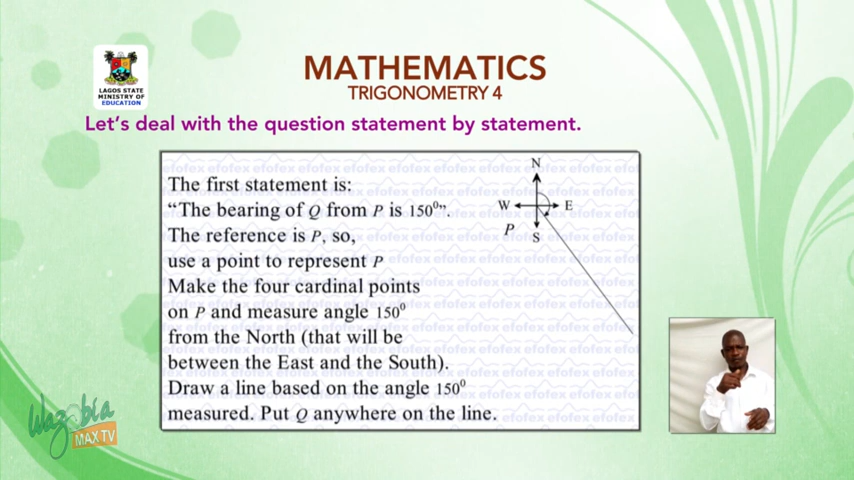 LAGOS STATE
MINISTRY OF
EDUCATION
MATHEMATICS
TRIGONOMETRY 4
Let's deal with the question statement by statement.
The first statement is:
"The bearing of Q from P is 150⁰".
The reference is P, so,
use a point to represent P
Make the four cardinal points
on P and measure angle 150⁰
from the North (that will be
between the East and the South).
Draw a line based on the angle 150⁰
measured. Put Q anywhere on the line.
N
W E
P
S
Wazobia
MAX TV